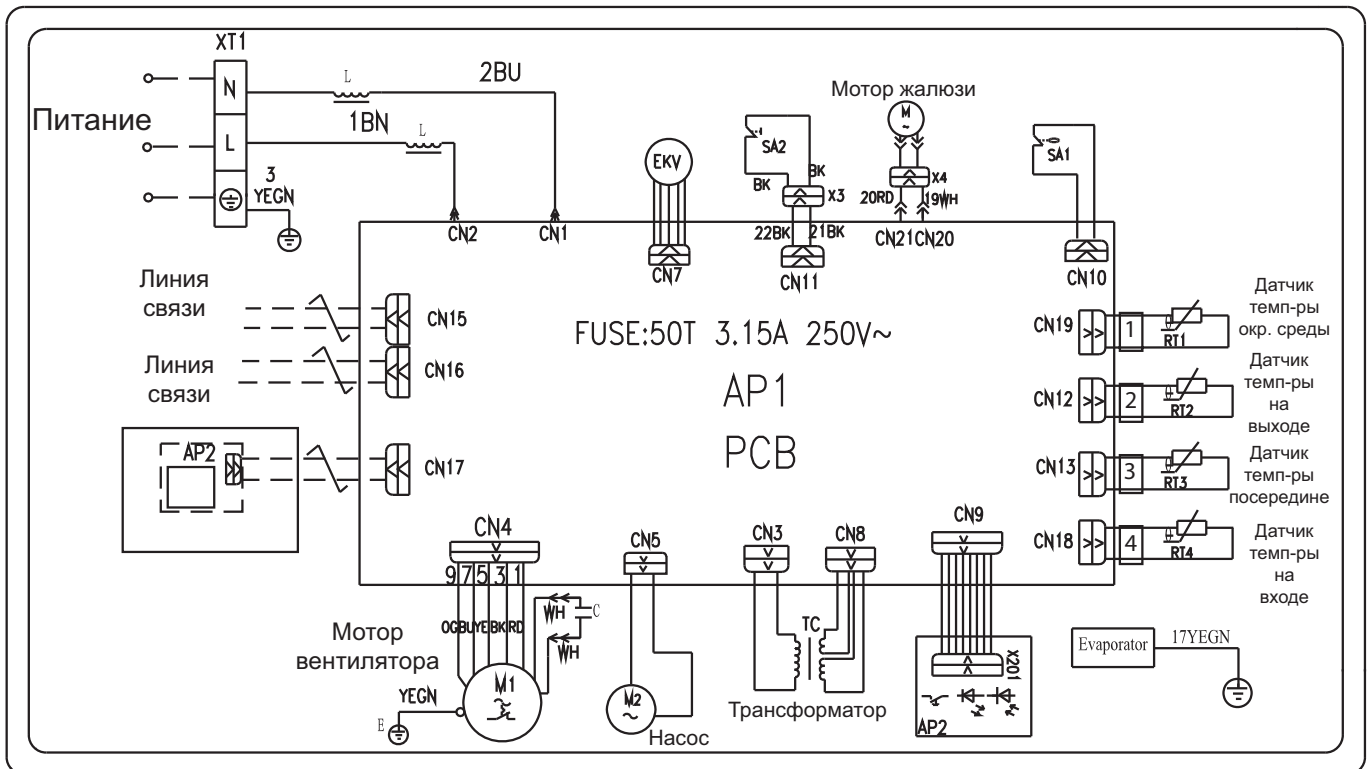 XT1
N
L
2BU
Питание
L
1BN
L
3
YEGN
CN2
CN1
EKV
CN7
SA2
BK
BK
X3
22BK
21BK
CN11
Мотор жалюзи
M
~
X4
20RD
19WH
CN21
CN20
SA1
CN10
Линия
связи
CN15
Линия
связи
CN16
AP2
CN17
FUSE:50T 3.15A 250V~
AP1
PCB
CN19
1
RT1
Датчик
темп-ры
окр. среды
CN12
2
RT2
Датчик
темп-ры
на
выходе
CN13
3
RT3
Датчик
темп-ры
посередине
CN18
4
RT4
Датчик
темп-ры
на
входе
CN4
9 7 5 3 1
OG BU YE BK RD
WH
C
WH
Мотор
вентилятора
YEGN
M1
E
CN5
M2
~
Насос
CN3
CN8
TC
Трансформатор
CN9
X201
AP2
Evaporator
17YEGN